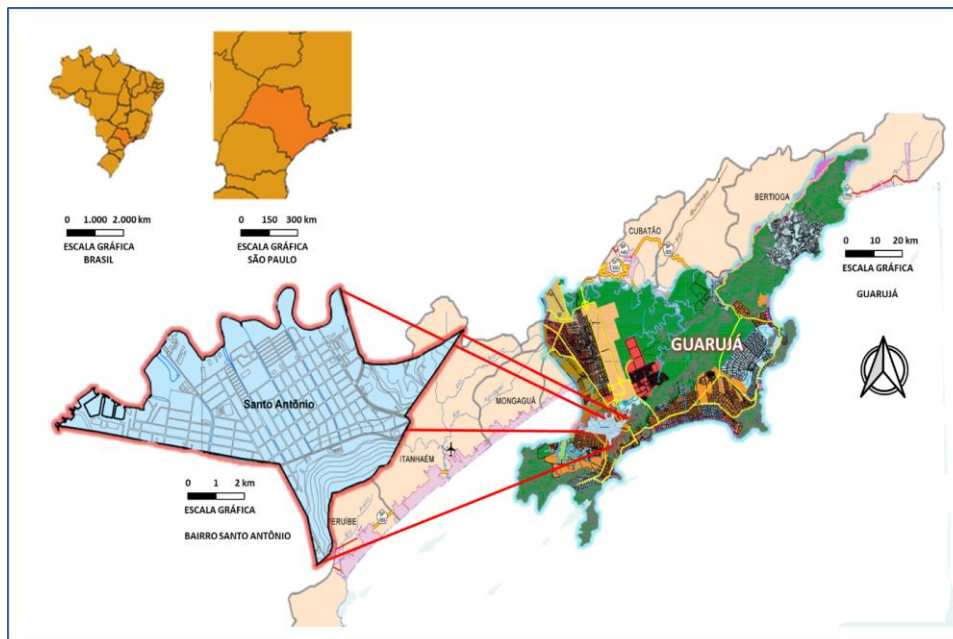 0 1.000 2.000 km
ESCALA GRÁFICA
BRASIL
0 150 300 km
ESCALA GRÁFICA
SÃO PAULO
BERTIOGA
CUBATÃO
0 10 20 km
ESCALA GRÁFICA
GUARUJÁ
GUARUJÁ
MONGAGUÁ
Santo Antônio
ITANHAÉM
0 1 2 km
ESCALA GRÁFICA
BAIRRO SANTO ANTÔNIO
ERUÍBE